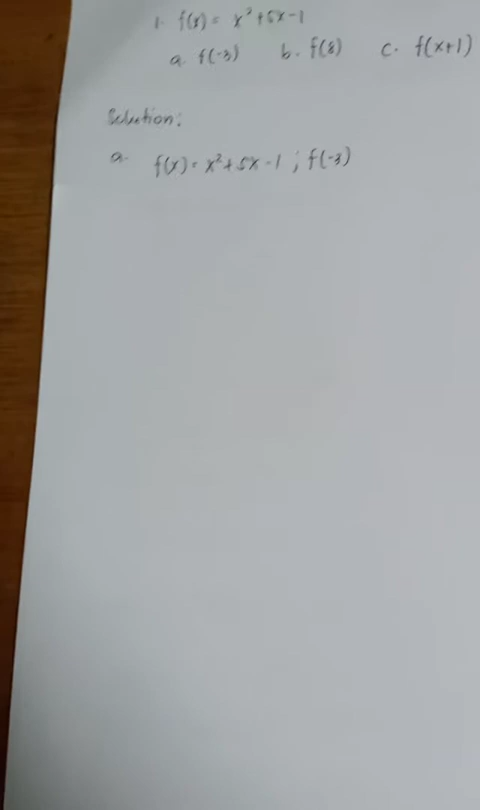 1. f(x) = x² + 5x - 1
a. f(-3) b. f(8) c. f(x+1)
Solution:
a. f(x) = x² + 5x - 1 ; f(-3)